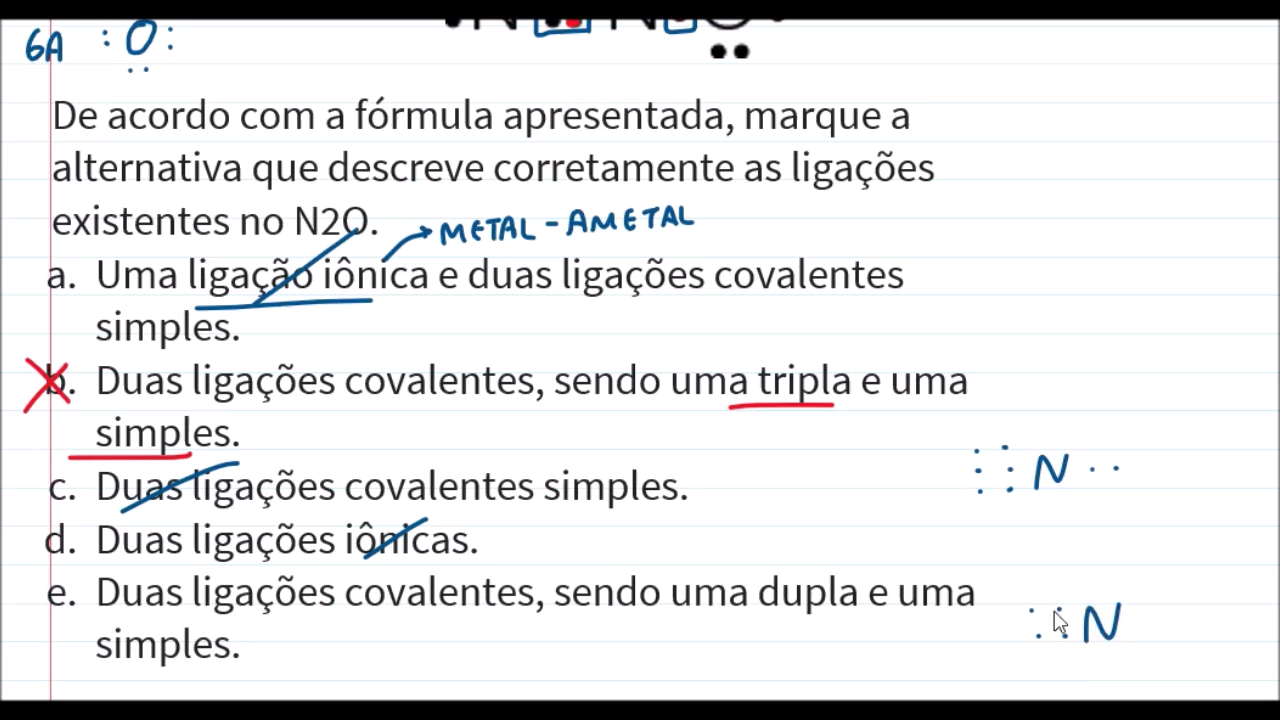 6A :O:
De acordo com a fórmula apresentada, marque a
alternativa que descreve corretamente as ligações
existentes no N2O.
METAL - AMETAL
a. Uma ligação iônica e duas ligações covalentes
simples.
b. Duas ligações covalentes, sendo uma tripla e uma
simples.
c. Duas ligações covalentes simples.
N
d. Duas ligações iônicas.
e. Duas ligações covalentes, sendo uma dupla e uma
N
simples.